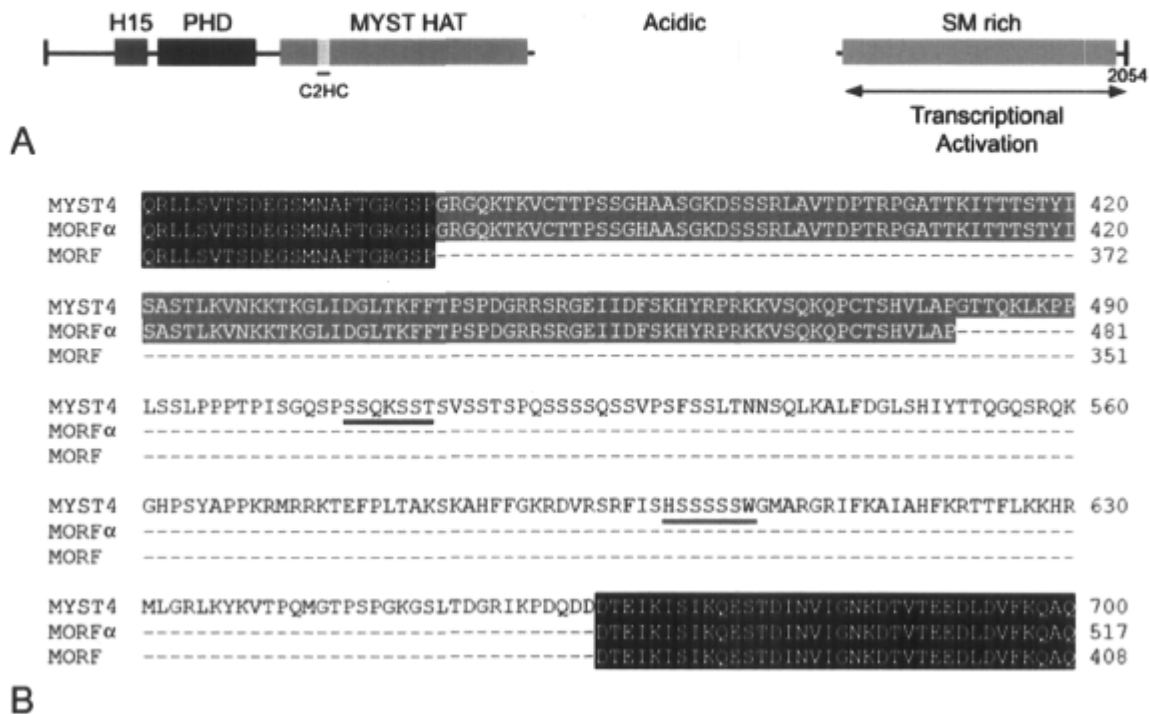 H15 PHD MYST HAT Acidic SM rich
C2HC
2054
Transcriptional
Activation
A
MYST4 QRLLSVTSDEGSMNAFTGRGSPGRGQKTKVCTTPSSGHAASGKDSSSRLAVTDPTRPGATTKITTTSTYI 420
MORFα QRLLSVTSDEGSMNAFTGRGSPGRGQKTKVCTTPSSGHAASGKDSSSRLAVTDPTRPGATTKITTTSTYI 420
MORF QRLLSVTSDEGSMNAFTGRGSP------------------------------------------------ 372
MYST4 SASTLKVNKKTKGLIDGLTKFFTPSPDGRRSRGEIIDFSKHYRPRKKVSQKQPCTSHVLAPGTTQKLKPP 490
MORFα SASTLKVNKKTKGLIDGLTKFFTPSPDGRRSRGEIIDFSKHYRPRKKVSQKQPCTSHVLAP--------- 481
MORF ---------------------------------------------------------------------- 351
MYST4 LSSLPPPTPISGQSPSSQKSSTSVSSTSPQSSSSQSSVPSFSSLTNNSQLKALFDGLSHIYTTQGQSRQK 560
MORFα ----------------------------------------------------------------------
MORF ----------------------------------------------------------------------
MYST4 GHPSYAPPKRMRRKTEFPLTAKSKAHFFGKRDVRSRFISHSSSSSWGMARGRIFKAIAHFKRTTFLKKHR 630
MORFα ----------------------------------------------------------------------
MORF ----------------------------------------------------------------------
MYST4 MLGRLKYKVTPQMGTPSPGKGSLTDGRIKPDQDDDTEIKISIKQESTDINVIGNKDTVTEEDLDVFKQAQ 700
MORFα ----------------------------------DTEIKISIKQESTDINVIGNKDTVTEEDLDVFKQAQ 517
MORF ----------------------------------DTEIKISIKQESTDINVIGNKDTVTEEDLDVFKQAQ 408
B